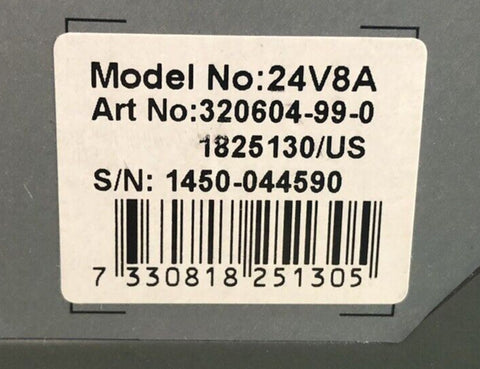 Model No:24V8A
Art No:320604-99-0
1825130/US
S/N: 1450-044590
7 330818 251305